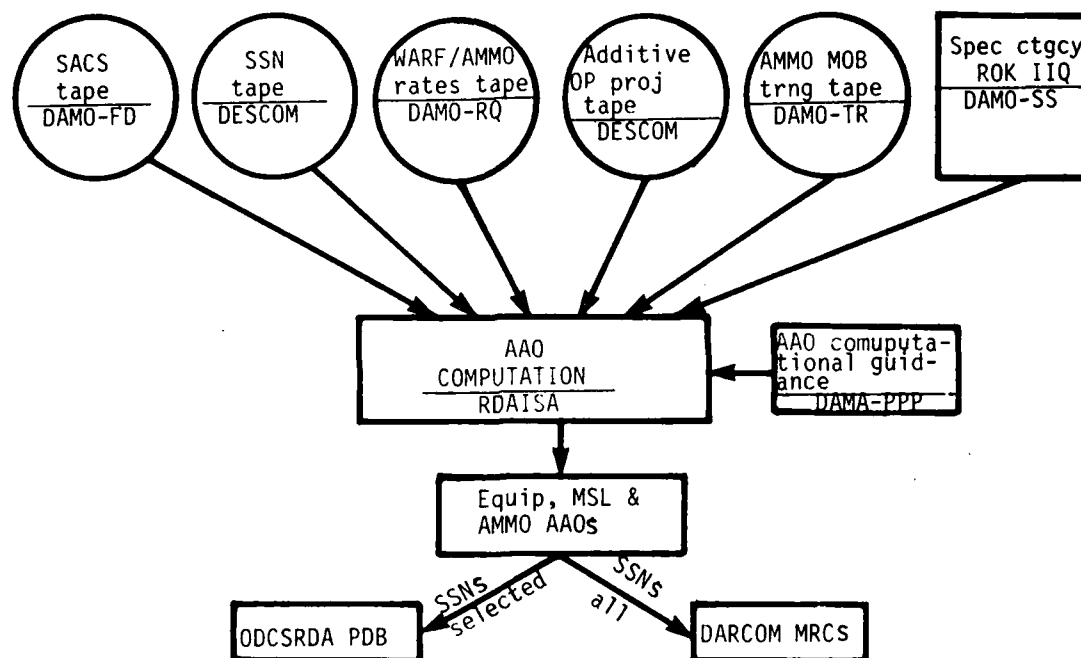 SACS
tape
DAMO-FD
SSN
tape
DESCOM
WARF/AMMO
rates tape
DAMO-RQ
Additive
OP proj
tape
DESCOM
AMMO MOB
trng tape
DAMO-TR
Spec ctgcy
ROK IIQ
DAMO-SS
AAO
COMPUTATION
RDAISA
AAO comuputa-
tional guid-
ance
DAMA-PPP
Equip, MSL &
AMMO AAOs
SSNs
selected
SSNs
all
ODCSRDA PDB
DARCOM MRCs